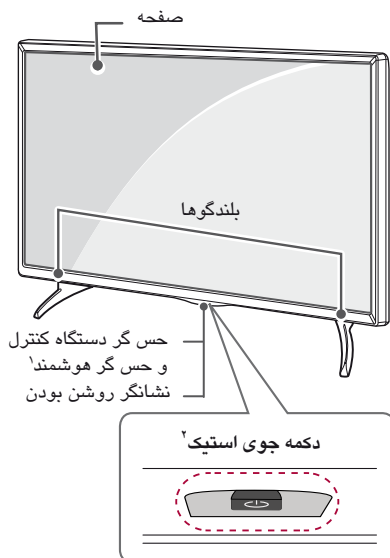 صفحه
بلندگوها
حس گر دستگاه کنترل
و حس گر هوشمند۱
نشانگر روشن بودن
دکمه جوی استیک۲